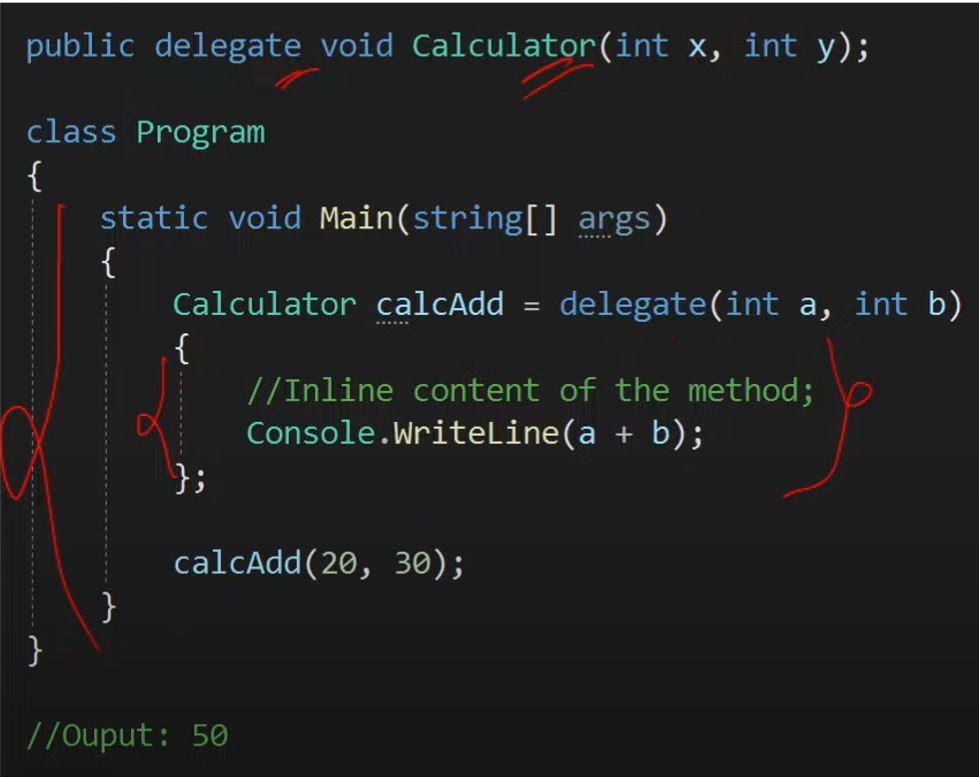 public delegate void Calculator(int x, int y);
class Program
{
static void Main(string[] args)
{
Calculator calcAdd = delegate(int a, int b)
{
//Inline content of the method;
Console.WriteLine(a + b);
};
calcAdd(20, 30);
}
}
//Ouput: 50